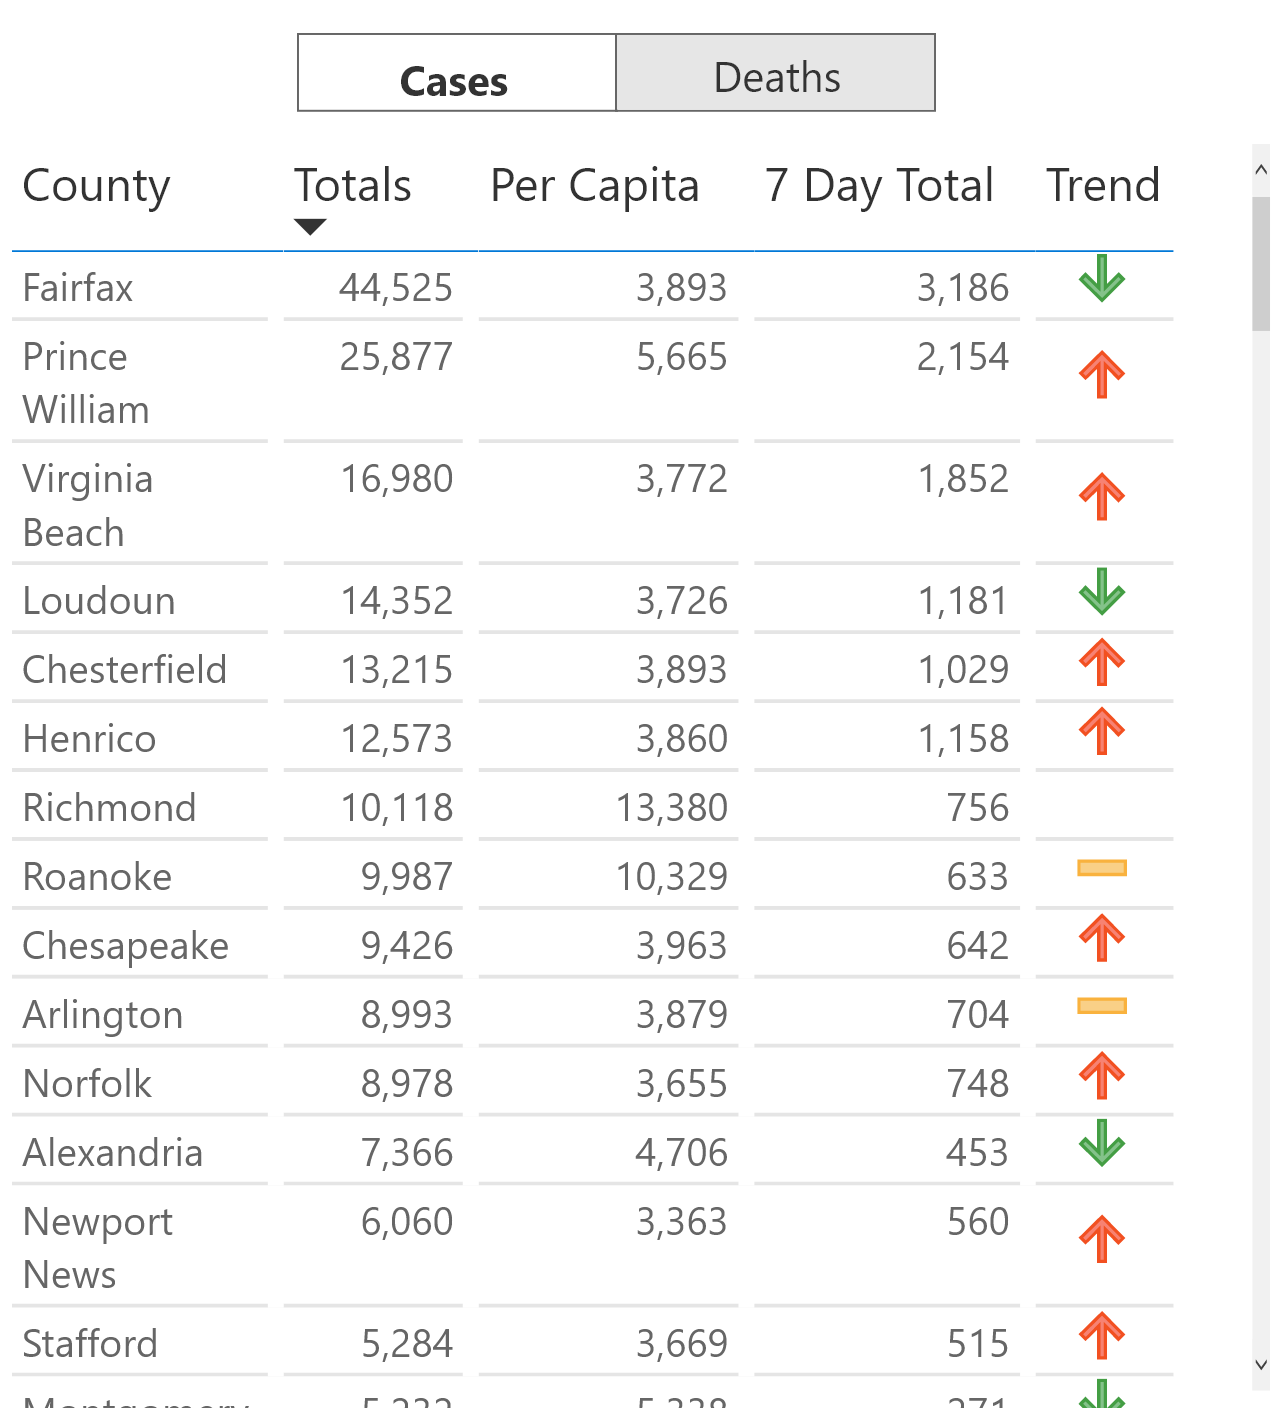 Cases Deaths
County Totals Per Capita 7 Day Total Trend
Fairfax 44,525 3,893 3,186
Prince 25,877 5,665 2,154
William
Virginia 16,980 3,772 1,852
Beach
Loudoun 14,352 3,726 1,181
Chesterfield 13,215 3,893 1,029
Henrico 12,573 3,860 1,158
Richmond 10,118 13,380 756
Roanoke 9,987 10,329 633
Chesapeake 9,426 3,963 642
Arlington 8,993 3,879 704
Norfolk 8,978 3,655 748
Alexandria 7,366 4,706 453
Newport 6,060 3,363 560
News
Stafford 5,284 3,669 515
Montgomery